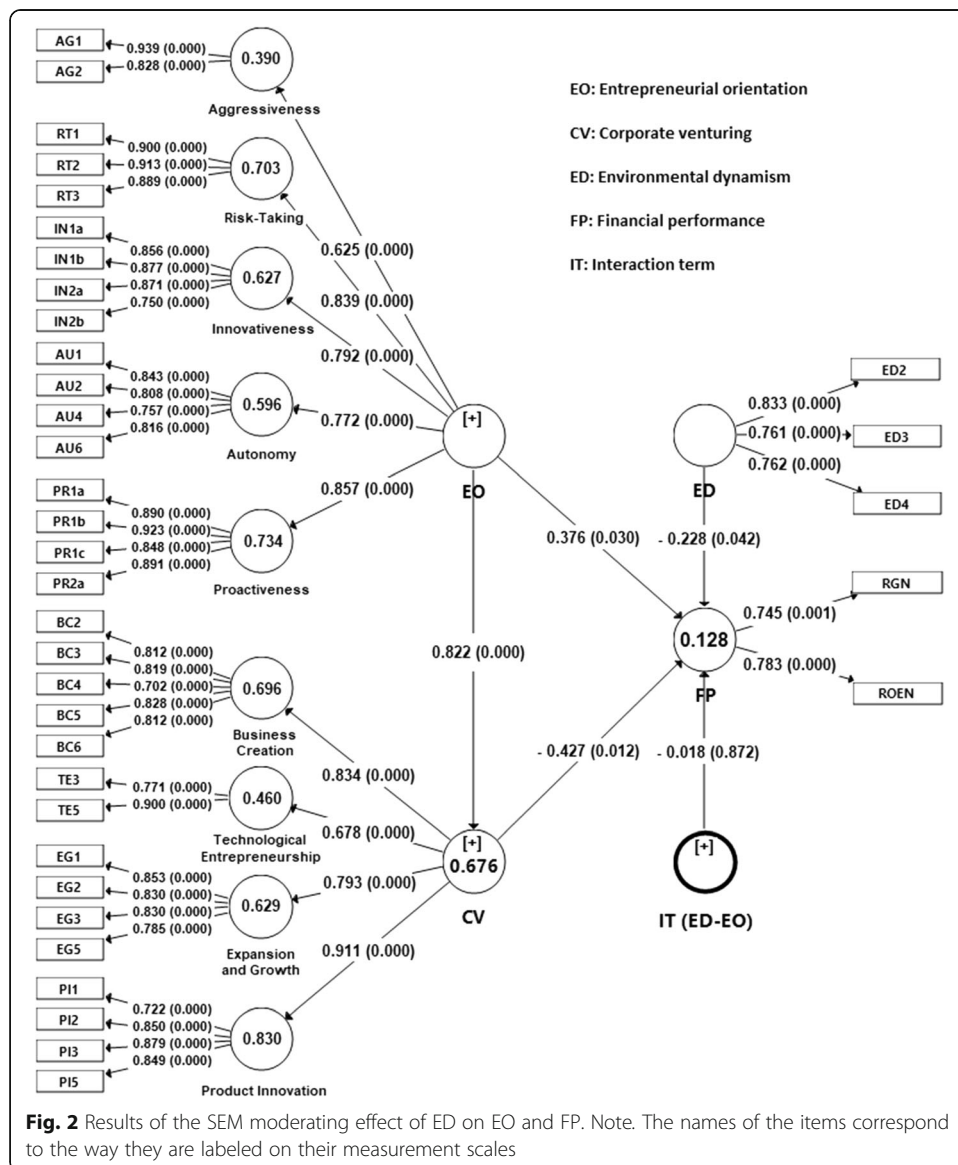 AG1
0.939 (0.000)
AG2
0.828 (0.000)
0.390
Aggressiveness
RT1
0.900 (0.000)
RT2
0.913 (0.000)
RT3
0.889 (0.000)
0.703
Risk-Taking
IN1a
0.856 (0.000)
IN1b
0.877 (0.000)
IN2a
0.871 (0.000)
IN2b
0.750 (0.000)
0.627
Innovativeness
AU1
0.843 (0.000)
AU2
0.808 (0.000)
AU4
0.757 (0.000)
AU6
0.816 (0.000)
0.596
Autonomy
PR1a
0.890 (0.000)
PR1b
0.923 (0.000)
PR1c
0.848 (0.000)
PR2a
0.891 (0.000)
0.734
Proactiveness
BC2
0.812 (0.000)
BC3
0.819 (0.000)
BC4
0.702 (0.000)
BC5
0.828 (0.000)
BC6
0.812 (0.000)
0.696
Business
Creation
TE3
0.771 (0.000)
TE5
0.900 (0.000)
0.460
Technological
Entrepreneurship
EG1
0.853 (0.000)
EG2
0.830 (0.000)
EG3
0.830 (0.000)
EG5
0.785 (0.000)
0.629
Expansion
and Growth
PI1
0.722 (0.000)
PI2
0.850 (0.000)
PI3
0.879 (0.000)
PI5
0.849 (0.000)
0.830
Product Innovation
0.625 (0.000)
0.839 (0.000)
0.792 (0.000)
0.772 (0.000)
0.857 (0.000)
[+]
EO
0.822 (0.000)
0.834 (0.000)
0.678 (0.000)
0.793 (0.000)
0.911 (0.000)
[+]
0.676
CV
EO: Entrepreneurial orientation
CV: Corporate venturing
ED: Environmental dynamism
FP: Financial performance
IT: Interaction term
ED
0.833 (0.000)
ED2
0.761 (0.000)
ED3
0.762 (0.000)
ED4
0.376 (0.030)
- 0.228 (0.042)
0.128
FP
0.745 (0.001)
RGN
0.783 (0.000)
ROEN
- 0.427 (0.012)
- 0.018 (0.872)
[+]
IT (ED-EO)
Fig. 2 Results of the SEM moderating effect of ED on EO and FP. Note. The names of the items correspond
to the way they are labeled on their measurement scales